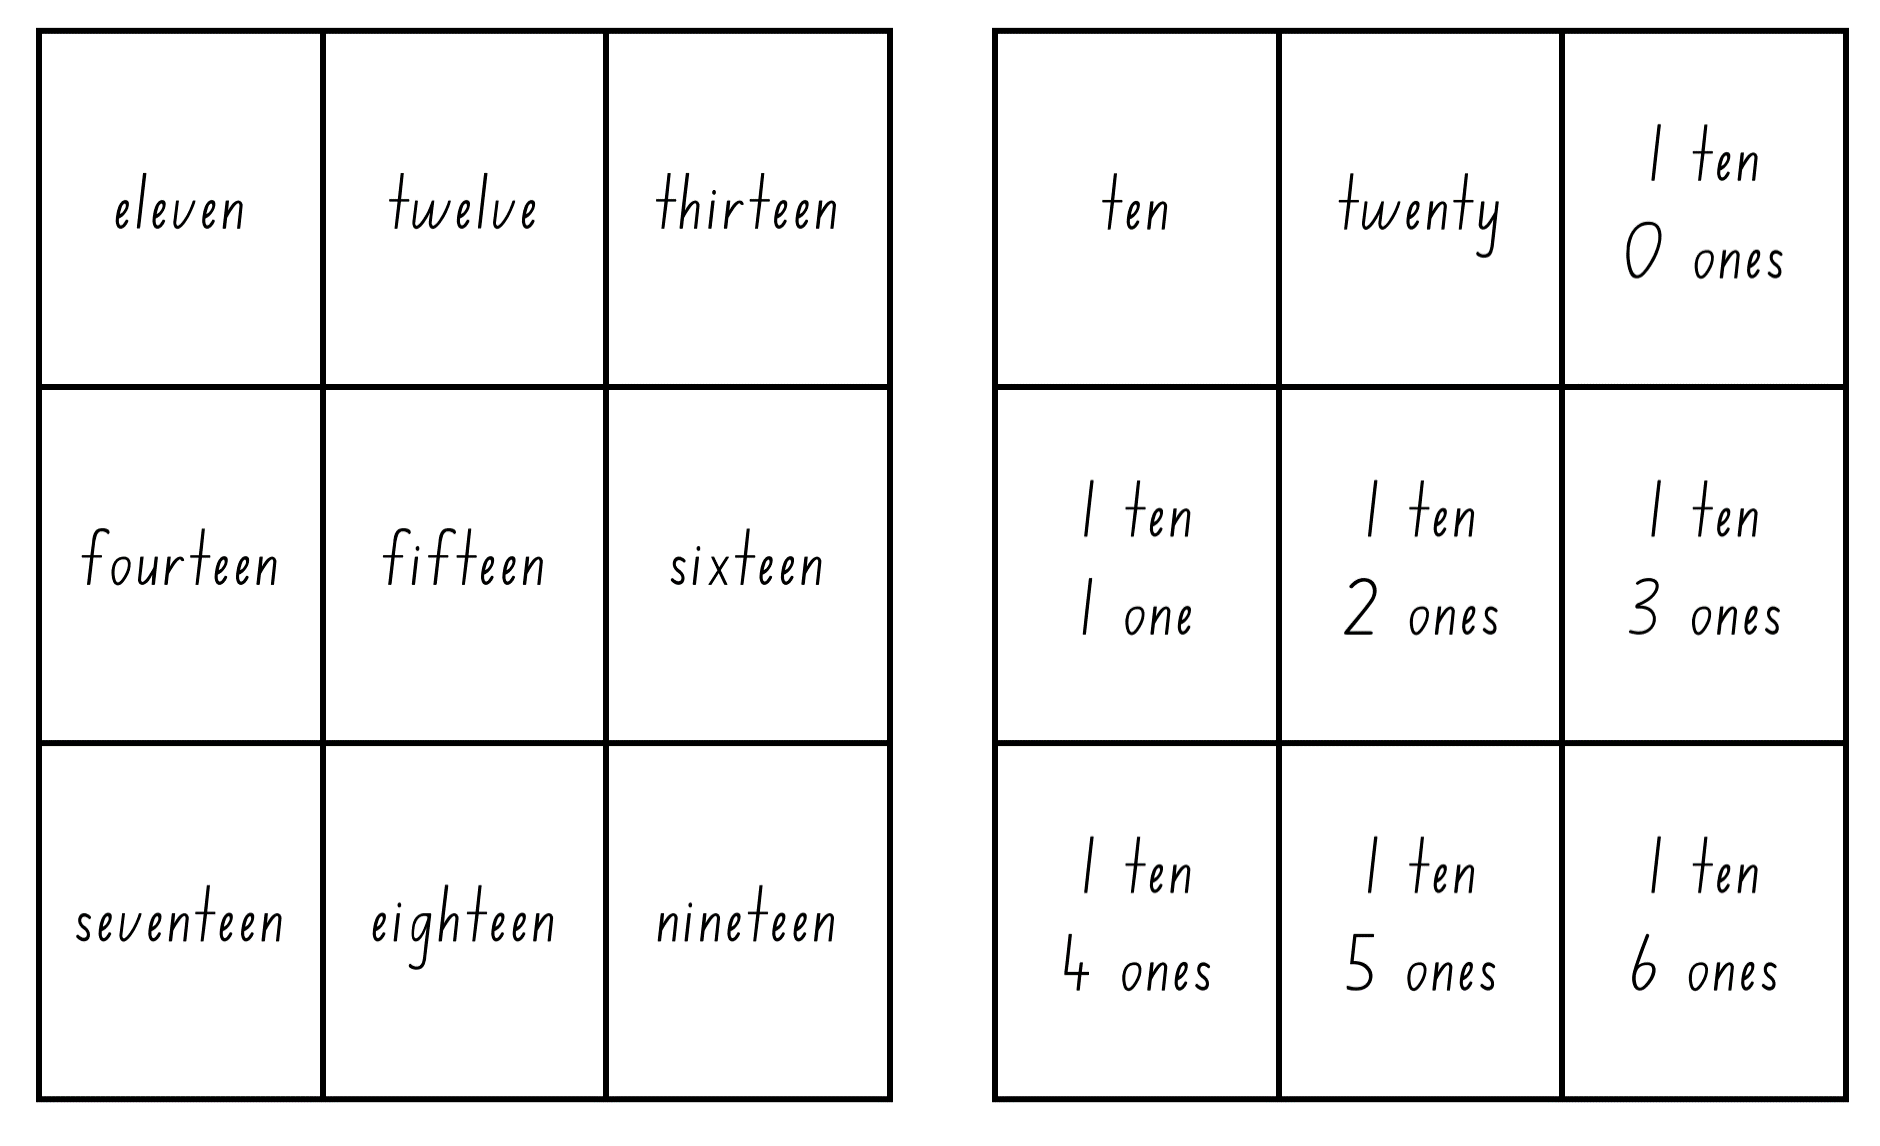 eleven
twelve
thirteen
fourteen
fifteen
sixteen
seventeen
eighteen
nineteen
ten
twenty
1 ten
0 ones
1 ten
1 one
1 ten
2 ones
1 ten
3 ones
1 ten
4 ones
1 ten
5 ones
1 ten
6 ones